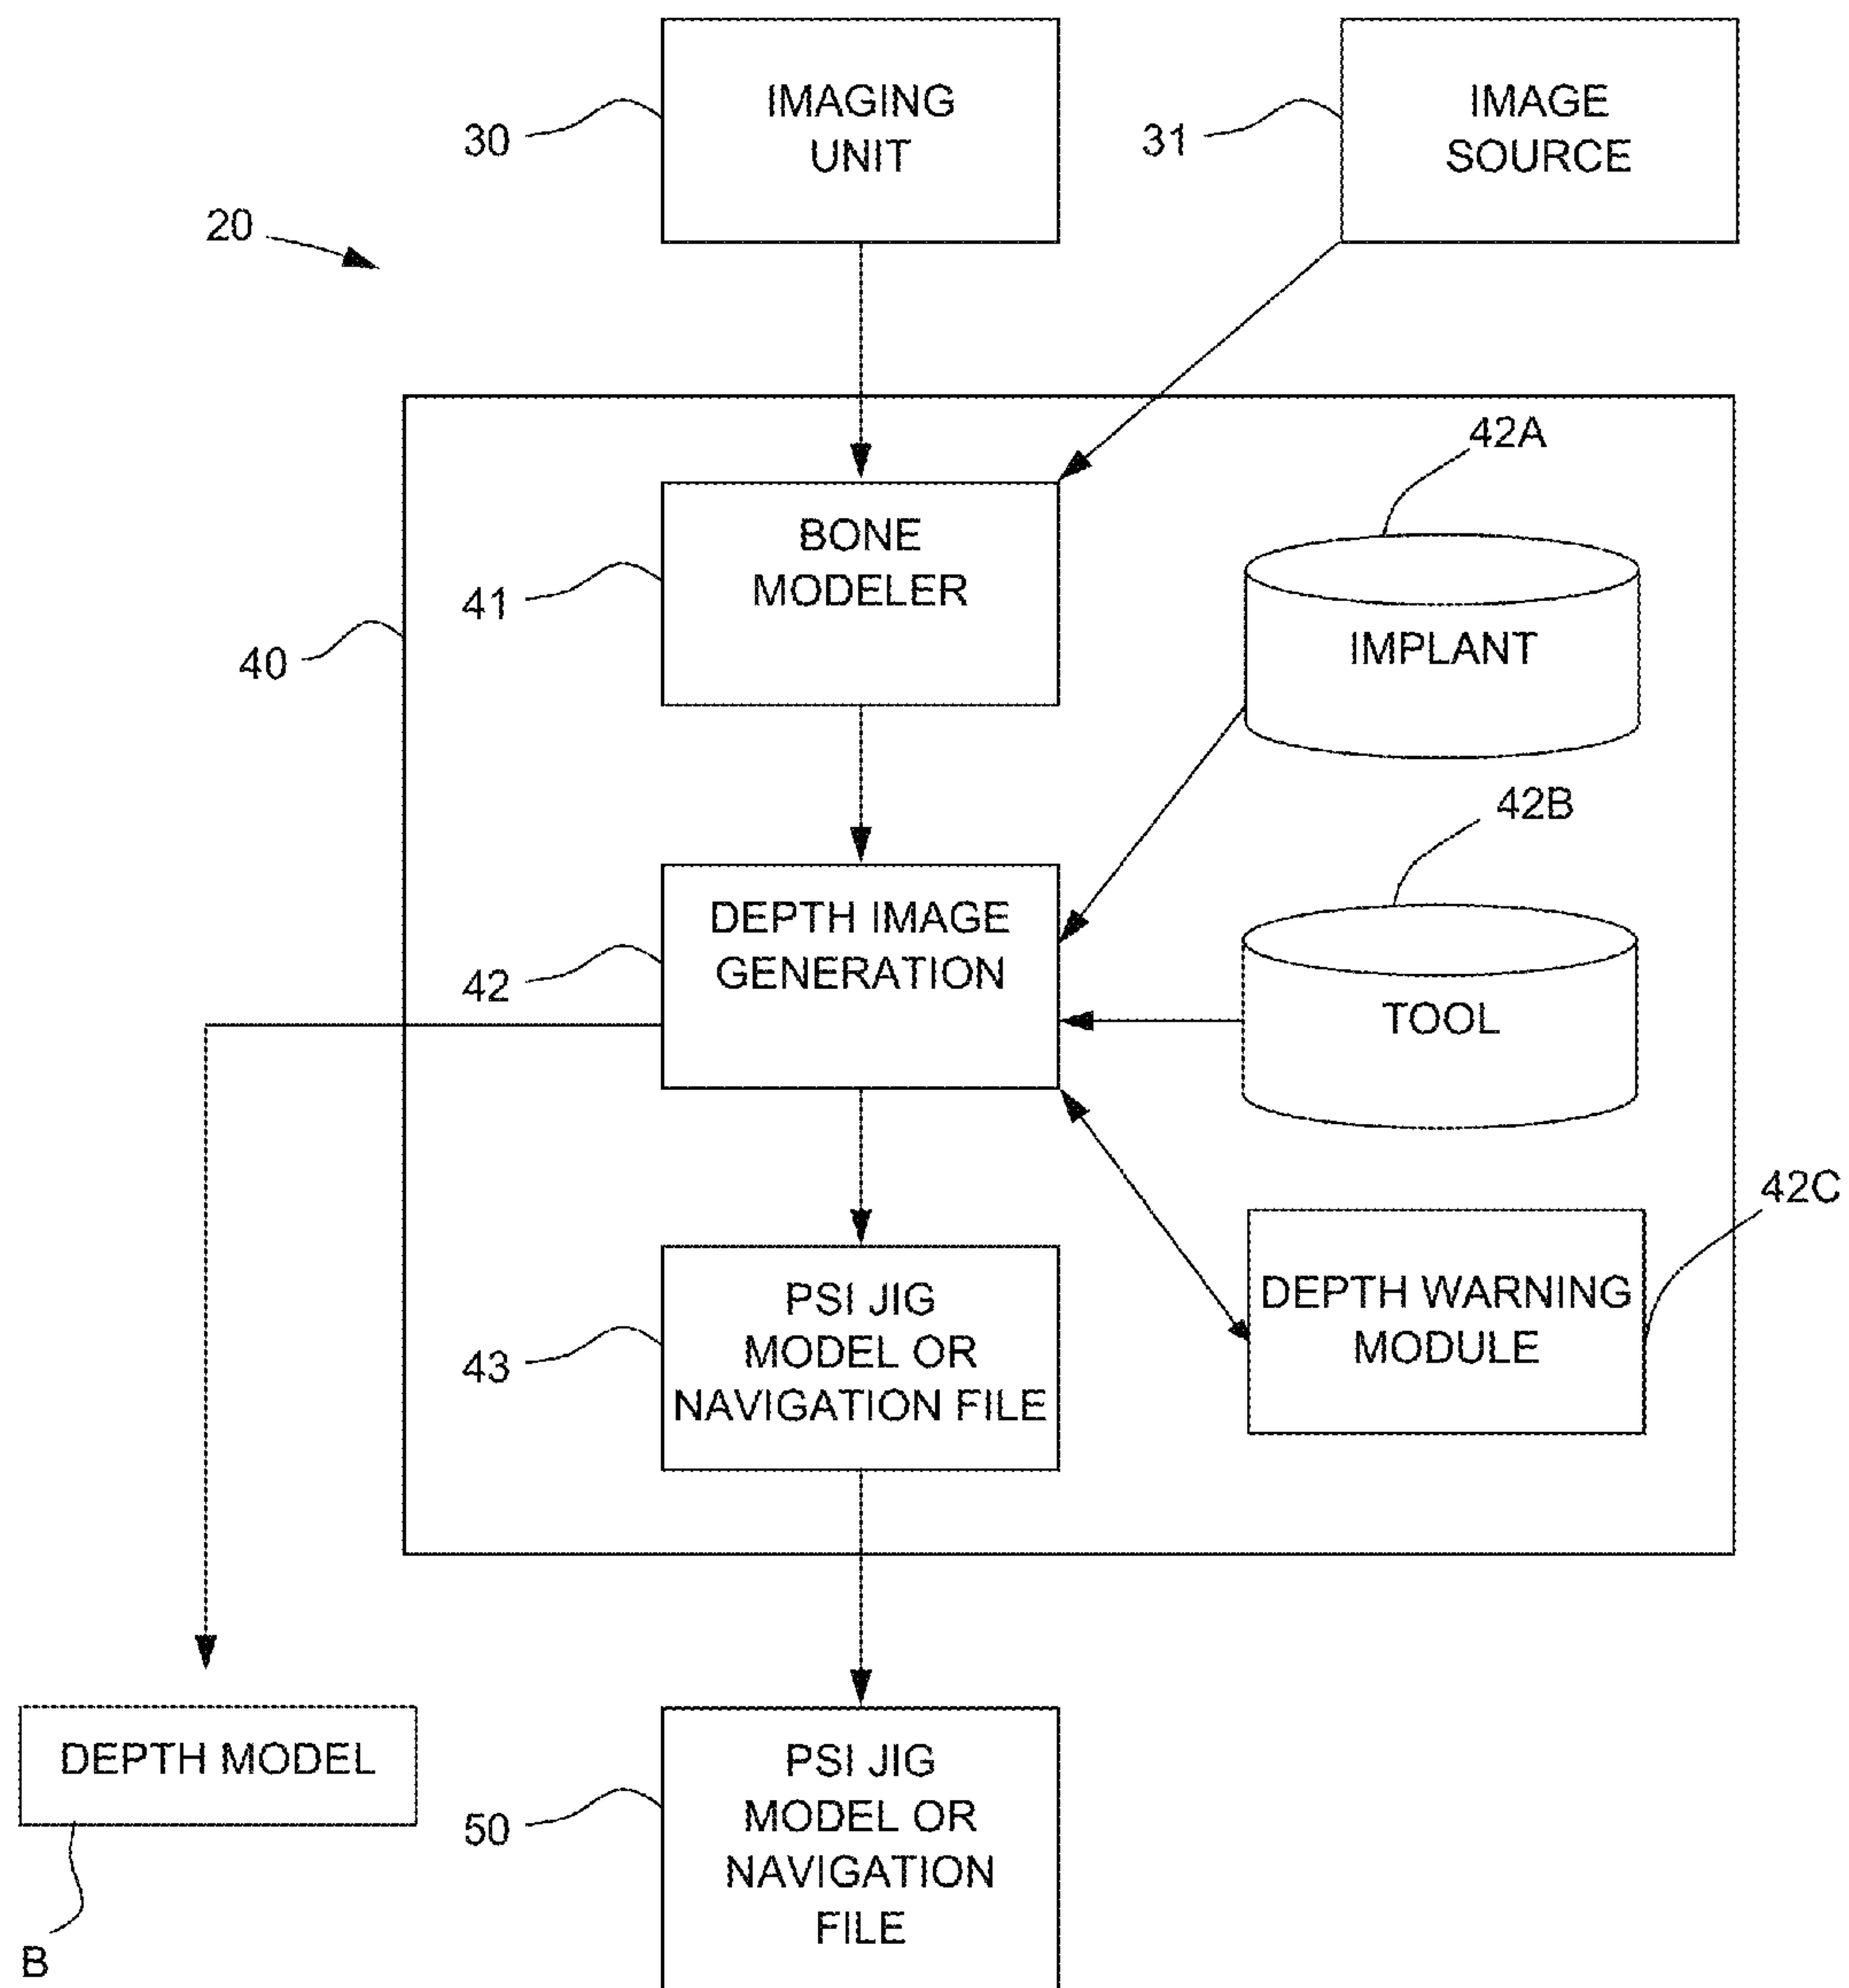 IMAGING
UNIT
30
IMAGE
SOURCE
31
20
BONE
MODELER
41
42A
IMPLANT
40
42B
DEPTH IMAGE
GENERATION
42
TOOL
42C
DEPTH WARNING
MODULE
PSI JIG
MODEL OR
NAVIGATION FILE
43
DEPTH MODEL
B
PSI JIG
MODEL OR
NAVIGATION
FILE
50